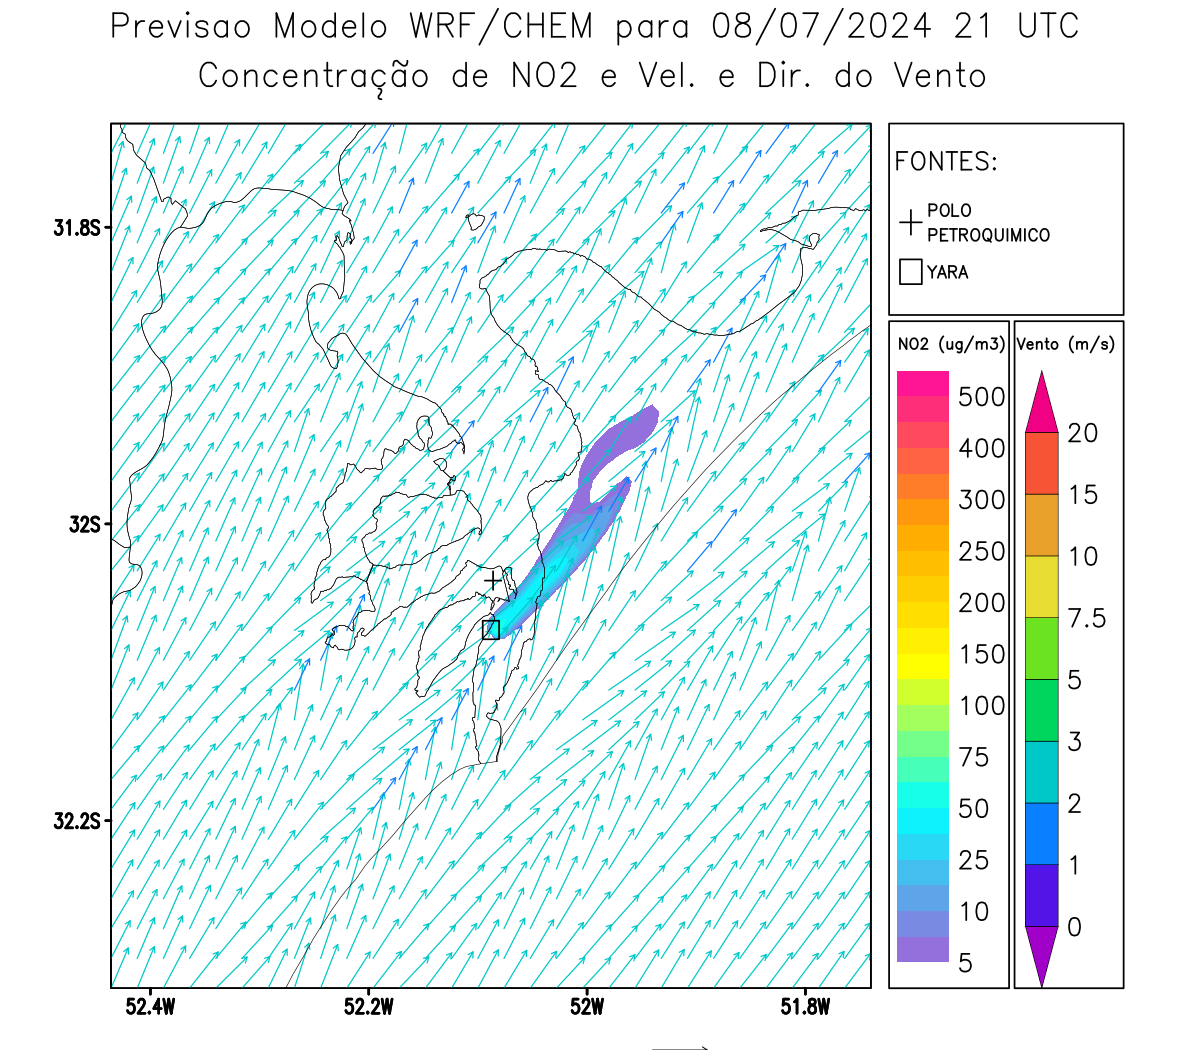 Previsao Modelo WRF/CHEM para 08/07/2024 21 UTC
Concentração de NO2 e Vel. e Dir. do Vento
FONTES:
POLO
PETROQUIMICO
YARA
31.8S
32S
32.2S
52.4W
52.2W
52W
51.8W
NO2 (ug/m3)
500
400
300
250
200
150
100
75
50
25
10
5
Vento (m/s)
20
15
10
7.5
5
3
2
1
0